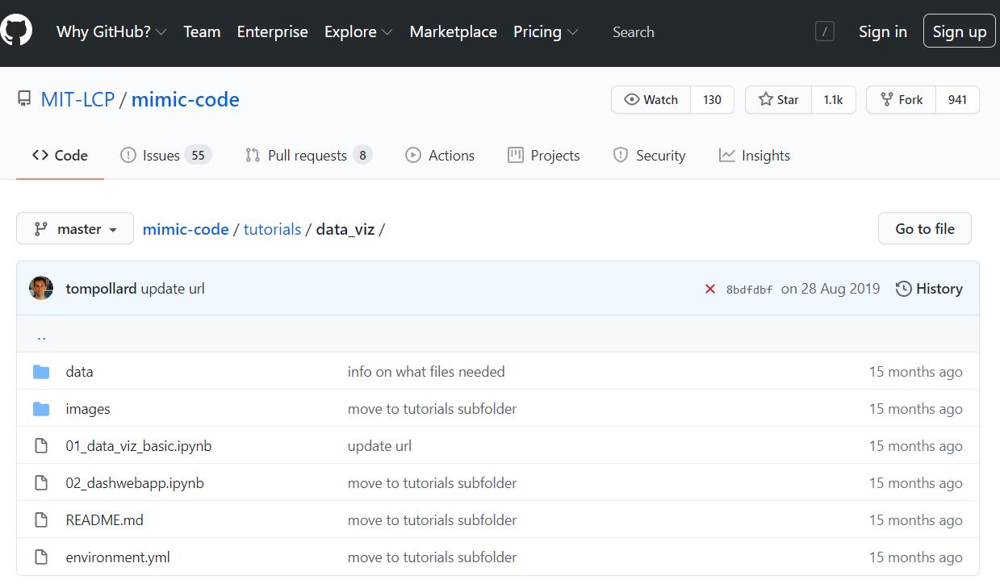 Why GitHub? Team Enterprise Explore Marketplace Pricing Search / Sign in Sign up
MIT-LCP / mimic-code Watch 130 Star 1.1k Fork 941
Code Issues 55 Pull requests 8 Actions Projects Security Insights
master mimic-code / tutorials / data_viz / Go to file
tompollard update url 8bdfdbf on 28 Aug 2019 History
..
data info on what files needed 15 months ago
images move to tutorials subfolder 15 months ago
01_data_viz_basic.ipynb update url 15 months ago
02_dashwebapp.ipynb move to tutorials subfolder 15 months ago
README.md move to tutorials subfolder 15 months ago
environment.yml move to tutorials subfolder 15 months ago